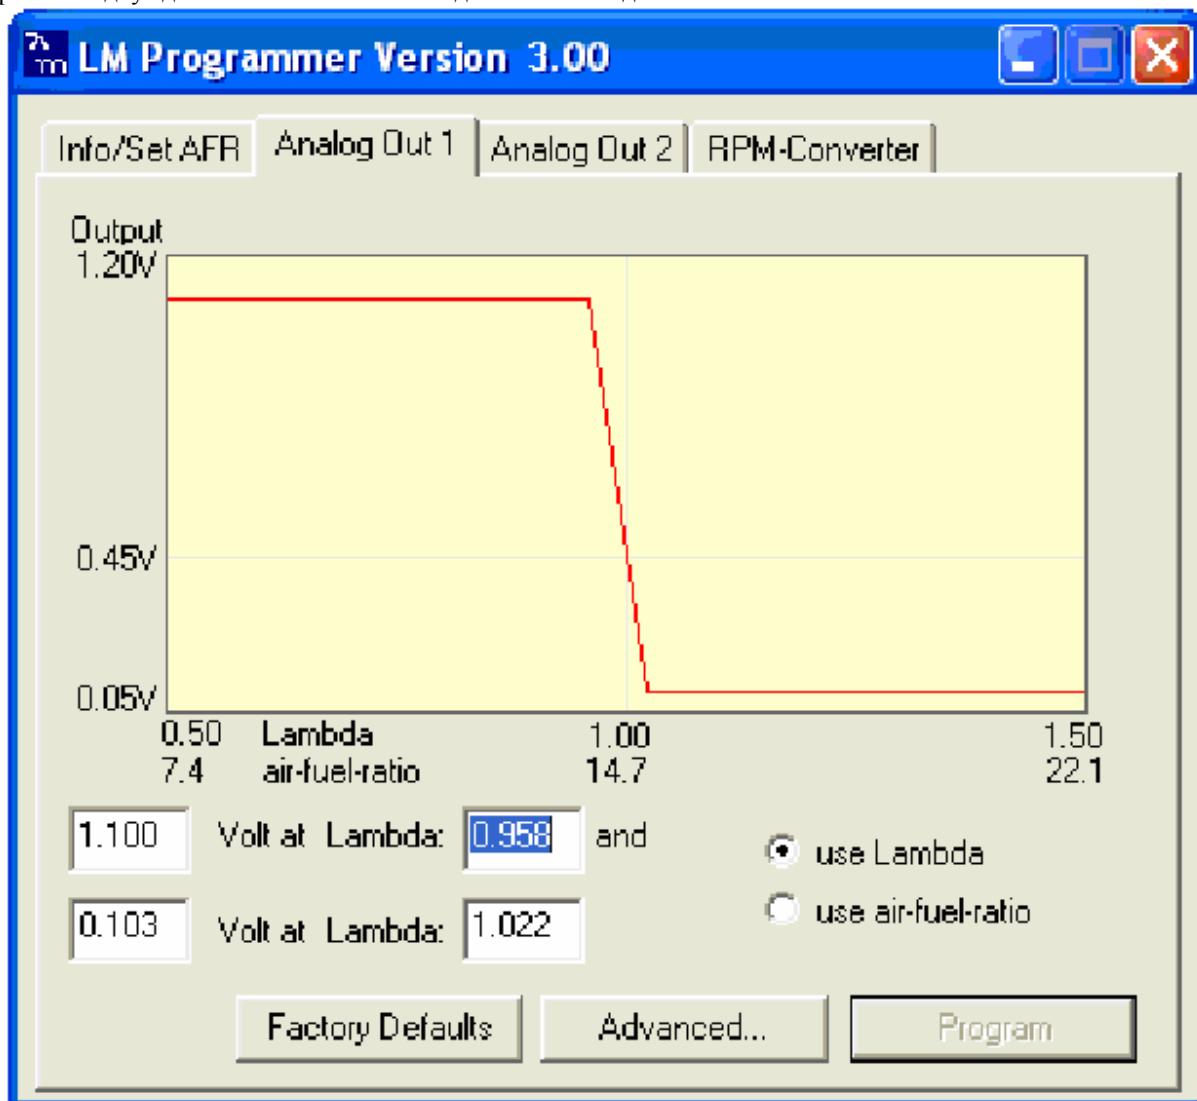 LM Programmer Version 3.00
Info/Set AFR Analog Out 1 Analog Out 2 RPM-Converter
Output
1.20V
0.45V
0.05V
0.50 Lambda 1.00 1.50
7.4 air-fuel-ratio 14.7 22.1
1.100 Volt at Lambda: 0.958 and
use Lambda
0.103 Volt at Lambda: 1.022
use air-fuel-ratio
Factory Defaults Advanced... Program